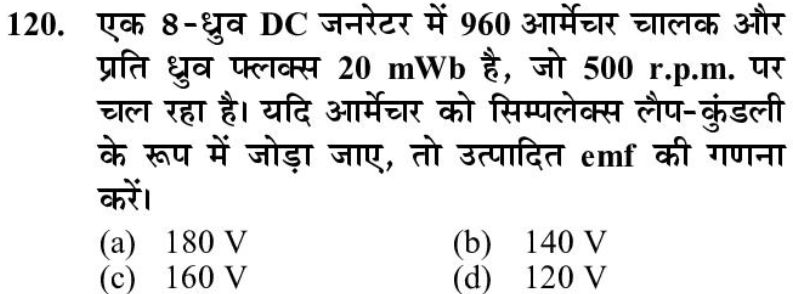 120. एक 8-ध्रुव DC जनरेटर में 960 आर्मेचर चालक और
प्रति ध्रुव फ्लक्स 20 mWb है, जो 500 r.p.m. पर
चाल रहा है। यदि आर्मेचर को सिम्पलेक्स लैप-कुंडली
के रूप में जोड़ा जाए, तो उत्पादित emf की गणना
करें।
(a) 180 V (b) 140 V
(c) 160 V (d) 120 V